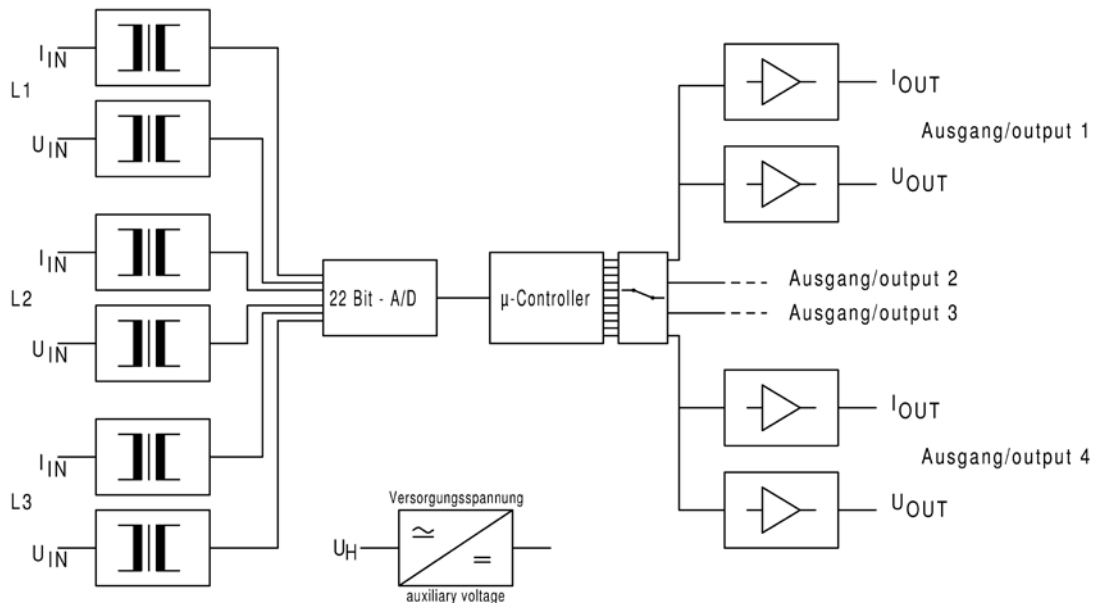 I_IN
L1
U_IN
I_IN
L2
U_IN
I_IN
L3
U_IN
22 Bit - A/D
µ-Controller
I_OUT
Ausgang/output 1
U_OUT
Ausgang/output 2
Ausgang/output 3
I_OUT
Ausgang/output 4
U_OUT
Versorgungsspannung
U_H
auxiliary voltage